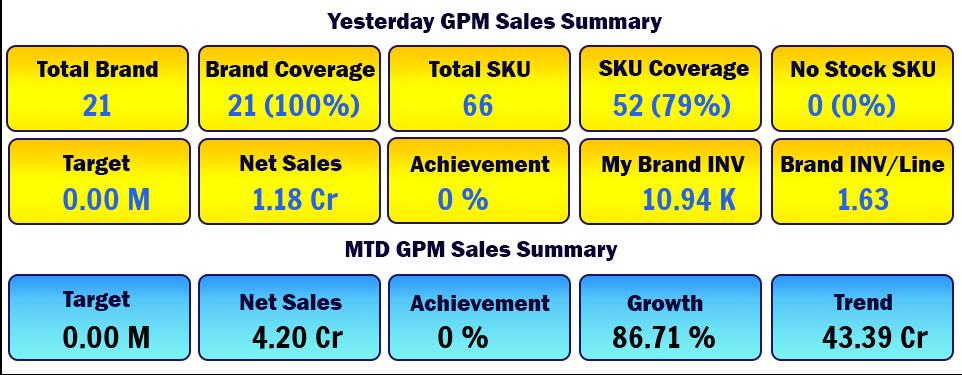 Yesterday GPM Sales Summary
Total Brand
21
Brand Coverage
21 (100%)
Total SKU
66
SKU Coverage
52 (79%)
No Stock SKU
0 (0%)
Target
0.00 M
Net Sales
1.18 Cr
Achievement
0 %
My Brand INV
10.94 K
Brand INV/Line
1.63
MTD GPM Sales Summary
Target
0.00 M
Net Sales
4.20 Cr
Achievement
0 %
Growth
86.71 %
Trend
43.39 Cr